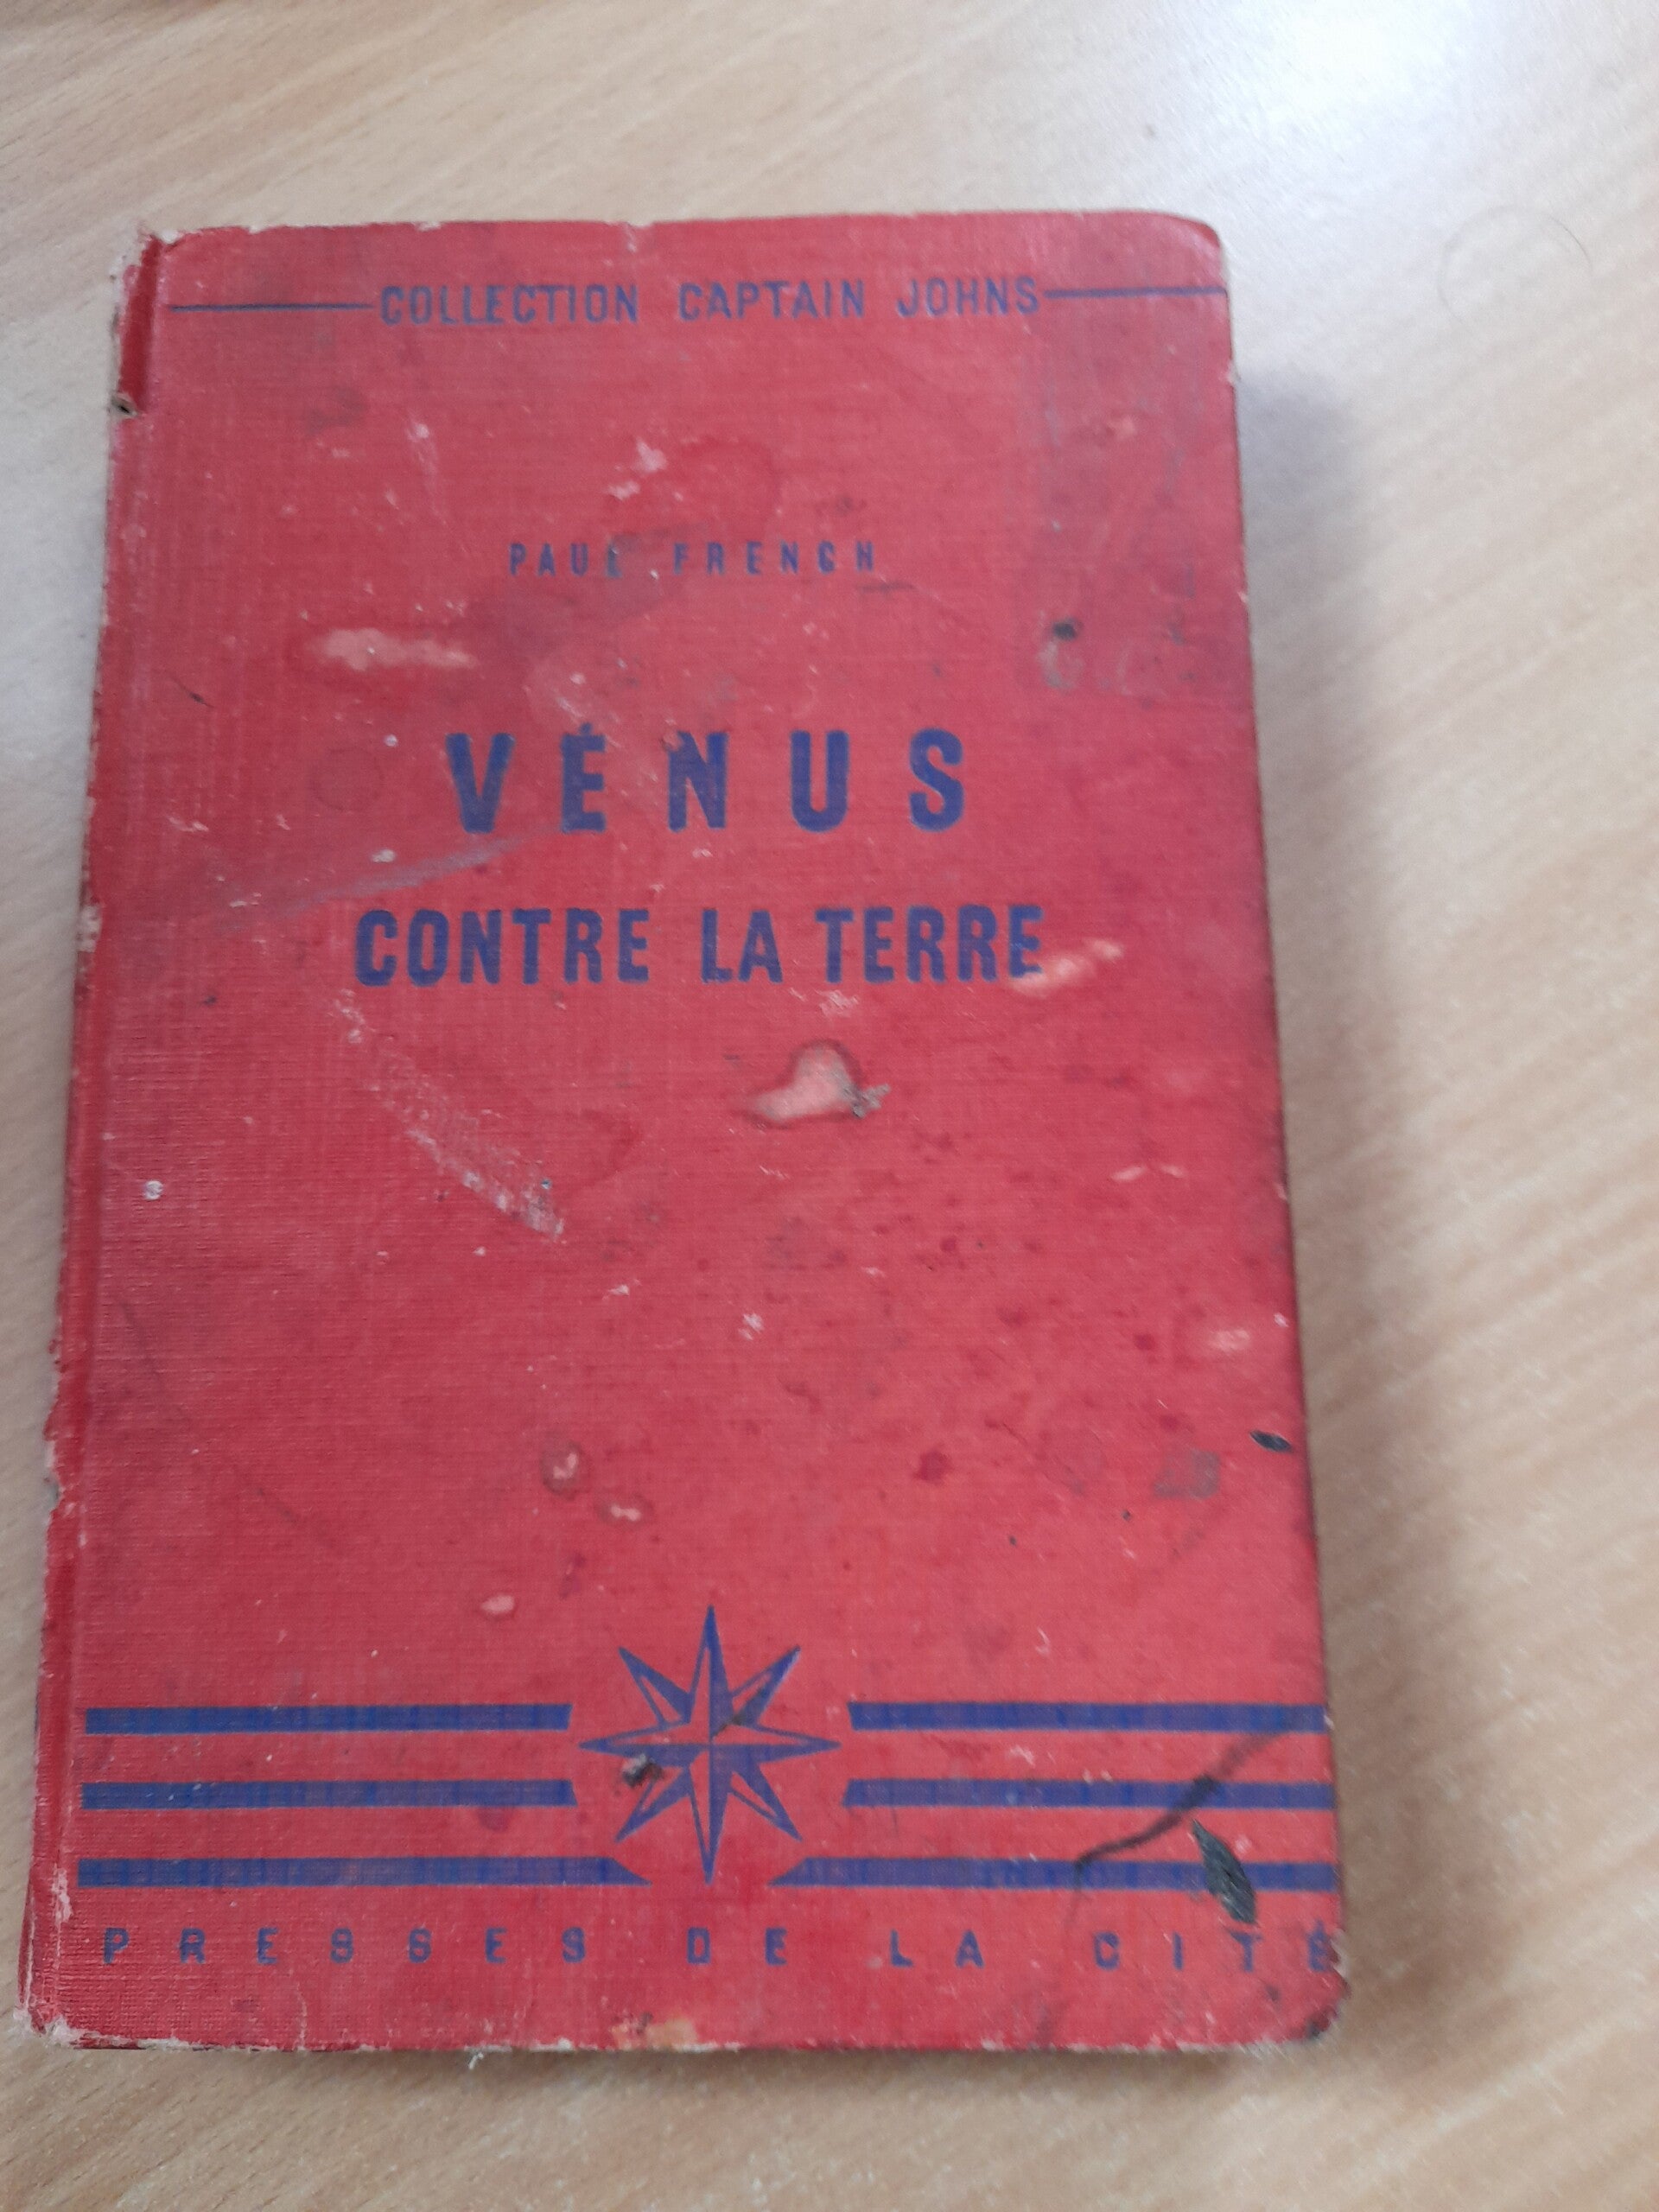 COLLECTION CAPTAIN JOHNS
PAUL FRENCH
VÉNUS
CONTRE LA TERRE
PRESSES DE LA CITÉ